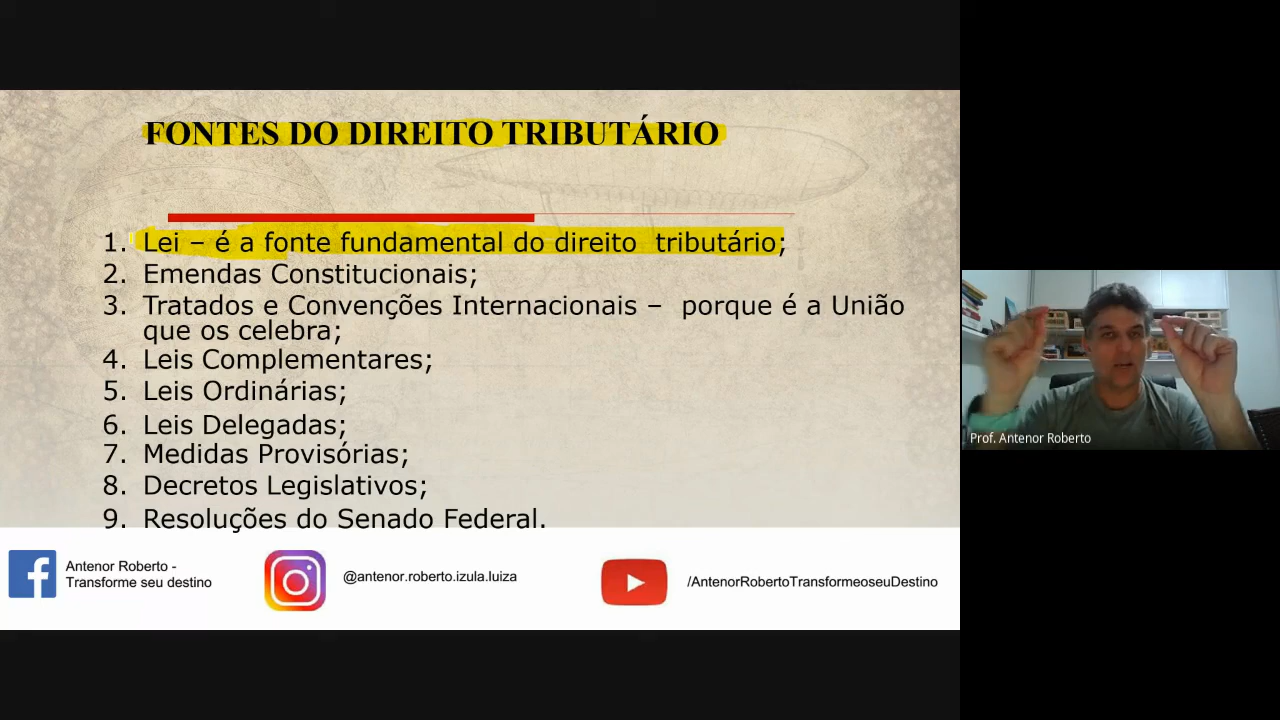 FONTES DO DIREITO TRIBUTÁRIO
1. Lei – é a fonte fundamental do direito tributário;
2. Emendas Constitucionais;
3. Tratados e Convenções Internacionais – porque é a União
que os celebra;
4. Leis Complementares;
5. Leis Ordinárias;
6. Leis Delegadas;
7. Medidas Provisórias;
8. Decretos Legislativos;
9. Resoluções do Senado Federal.
Antenor Roberto -
Transforme seu destino
@antenor.roberto.izula.luiza
/AntenorRobertoTransformeoseuDestino
Prof. Antenor Roberto